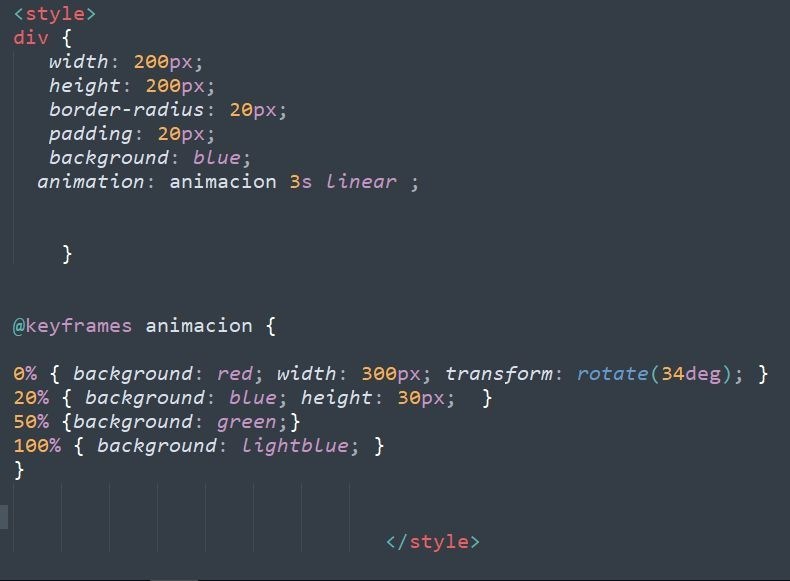 <style>
div {
width: 200px;
height: 200px;
border-radius: 20px;
padding: 20px;
background: blue;
animation: animacion 3s linear ;
}
@keyframes animacion {
0% { background: red; width: 300px; transform: rotate(34deg); }
20% { background: blue; height: 30px;  }
50% {background: green;}
100% { background: lightblue; }
}
</style>